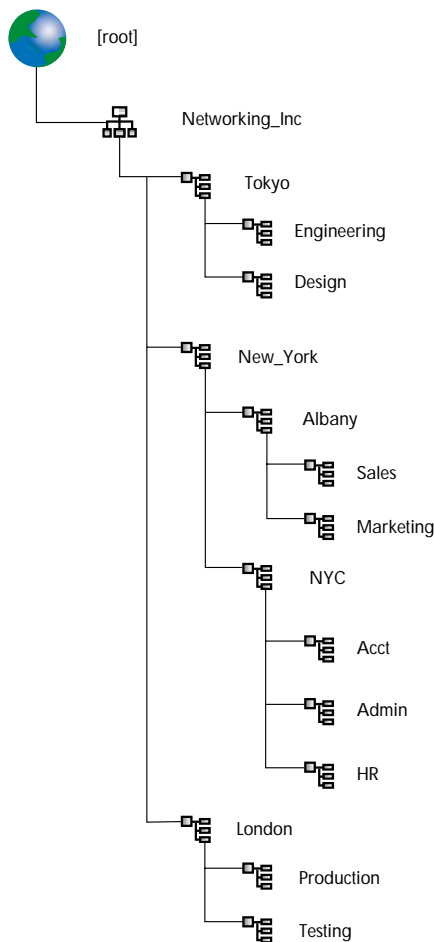 [root]
Networking_Inc
Tokyo
Engineering
Design
New_York
Albany
Sales
Marketing
NYC
Acct
Admin
HR
London
Production
Testing